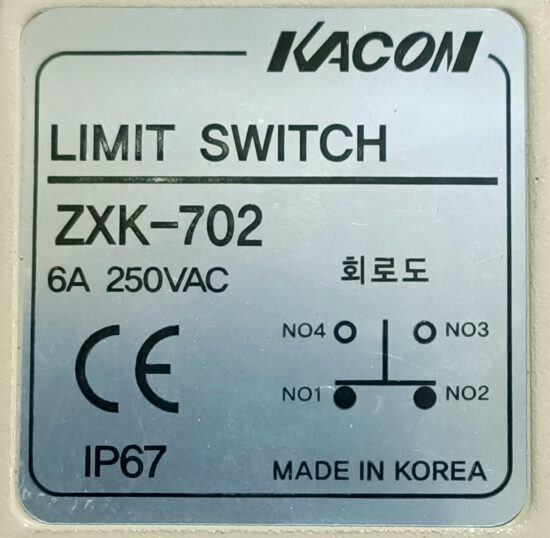 KACON
LIMIT SWITCH
ZXK-702
6A 250VAC
회로도
NO4 NO3
NO1 NO2
CE
IP67
MADE IN KOREA